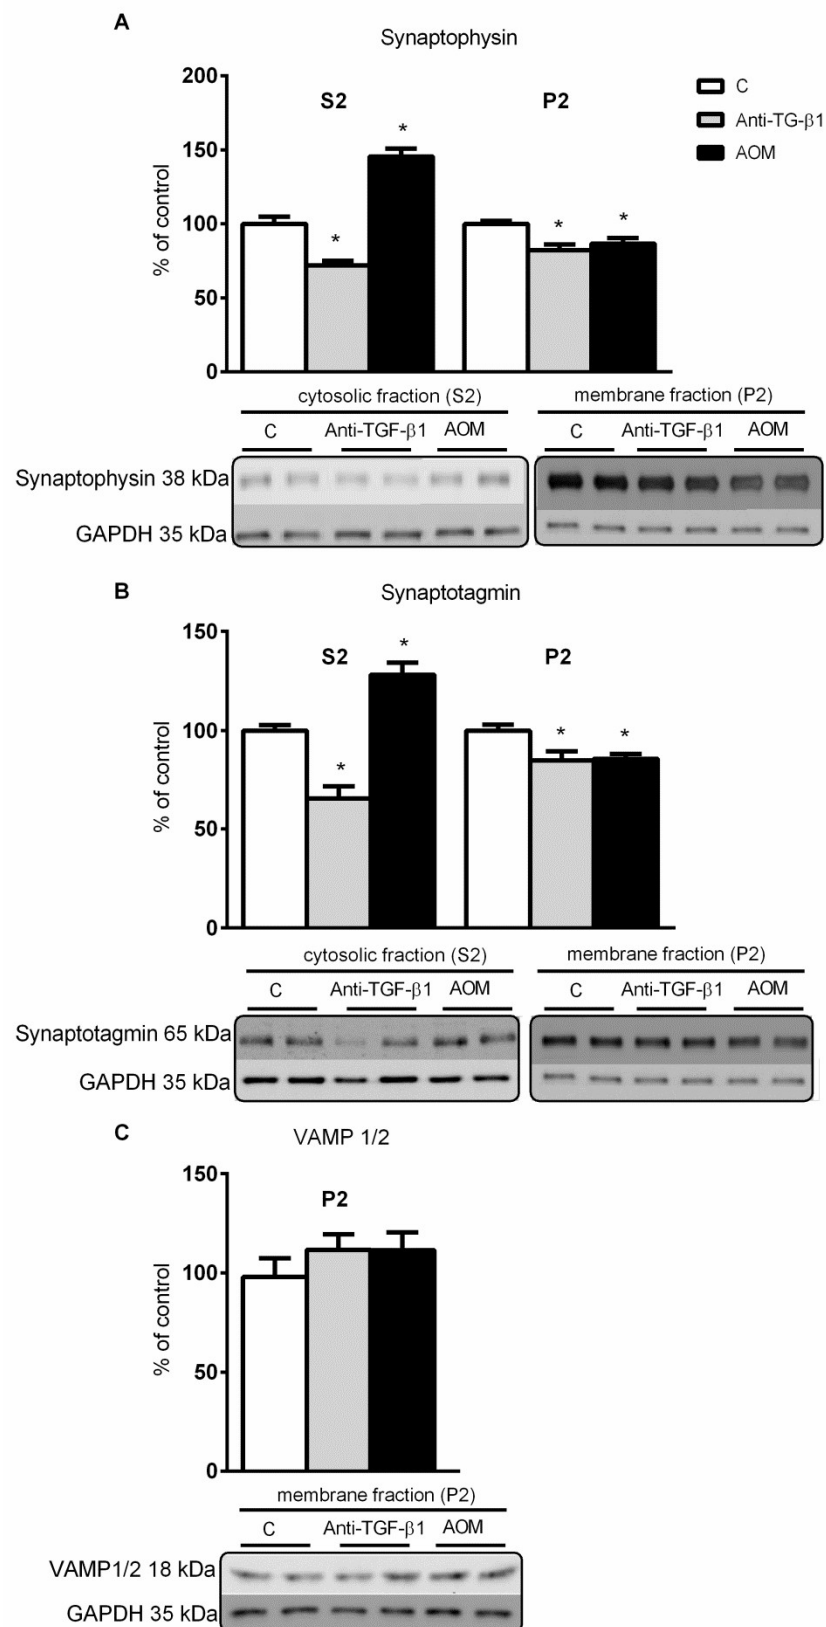 A
Synaptophysin
200
S2
P2
C
*
Anti-TG-β1
150
*
AOM
*
*
100
% of control
50
0
cytosolic fraction (S2)
membrane fraction (P2)
C
Anti-TGF-β1
AOM
C
Anti-TGF-β1
AOM
Synaptophysin 38 kDa
GAPDH 35 kDa
B
Synaptotagmin
150
*
S2
P2
*
*
100
*
% of control
50
0
cytosolic fraction (S2)
membrane fraction (P2)
C
Anti-TGF-β1
AOM
C
Anti-TGF-β1
AOM
Synaptotagmin 65 kDa
GAPDH 35 kDa
C
VAMP 1/2
150
P2
100
% of control
50
0
membrane fraction (P2)
C
Anti-TGF-β1
AOM
VAMP1/2 18 kDa
GAPDH 35 kDa